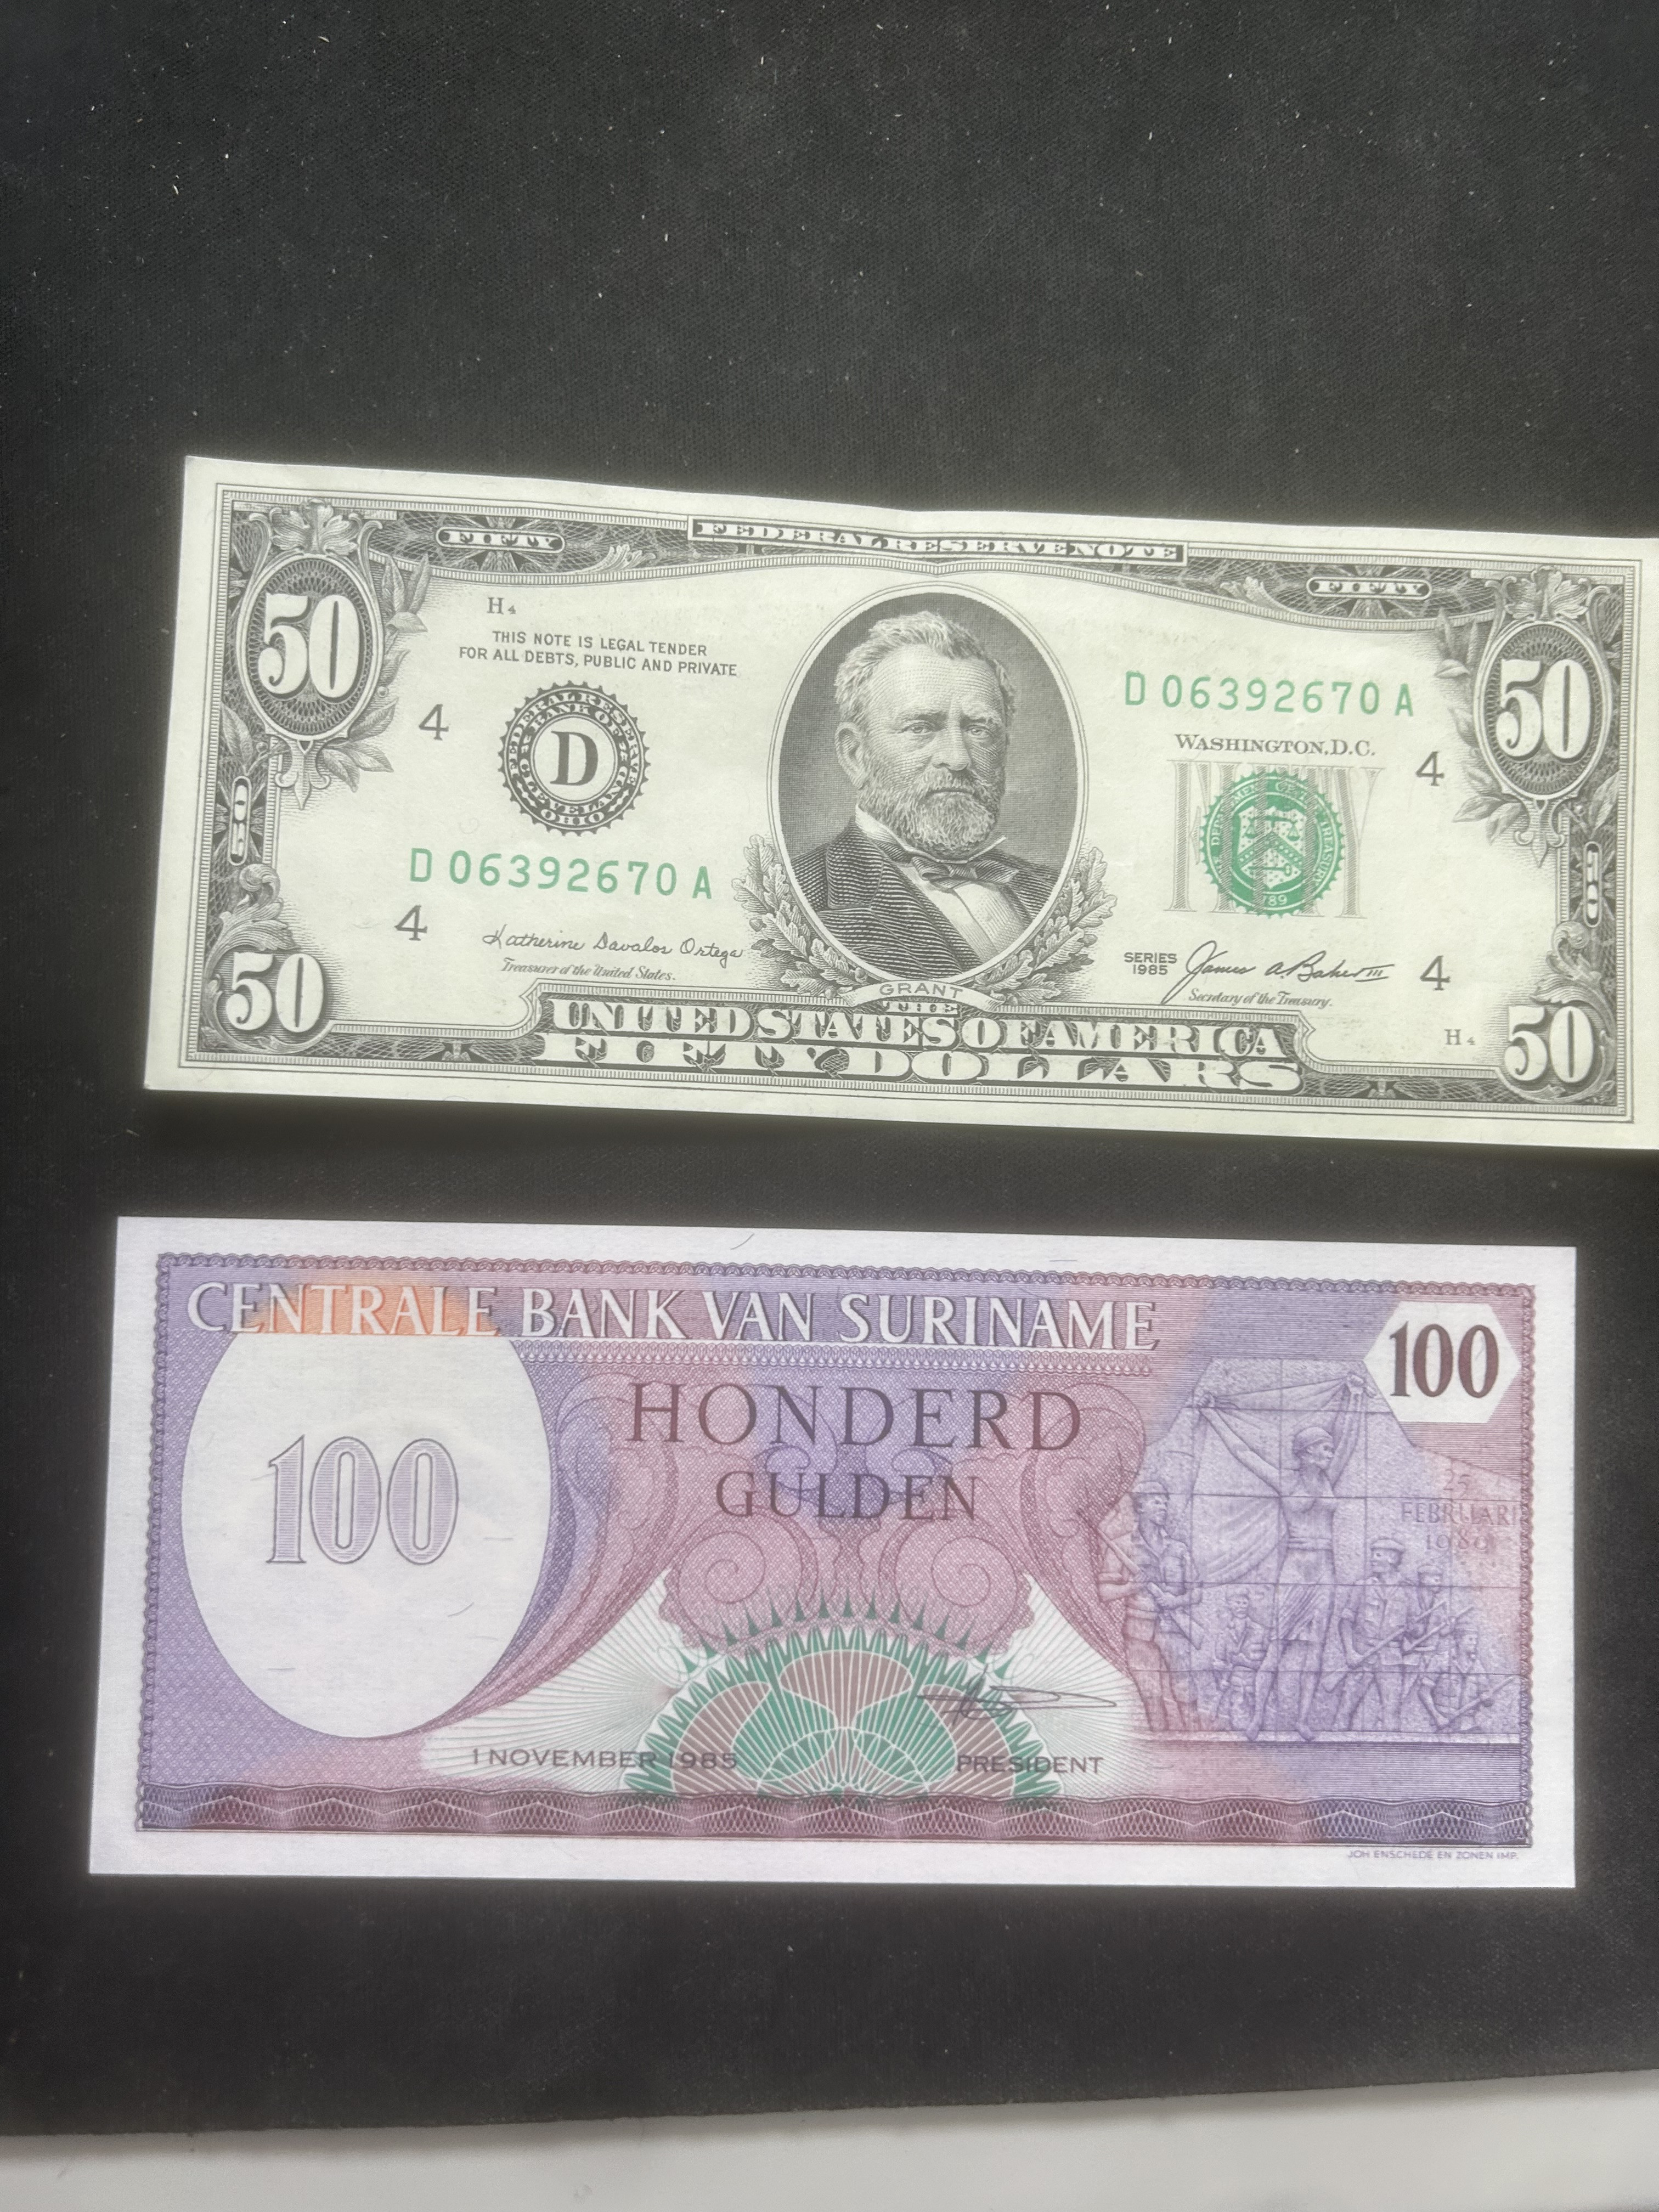 FEDERAL RESERVE NOTE
FIFTY
FIFTY
50
50
H4
THIS NOTE IS LEGAL TENDER
FOR ALL DEBTS, PUBLIC AND PRIVATE
D 06392670 A
4
D
WASHINGTON, D.C.
4
D 06392670 A
4
Katherine Davalos Ortega
Treasurer of the United States.
SERIES
1985
James A Baker III
Secretary of the Treasury.
4
GRANT
H4
50
50
THE
UNITED STATES OF AMERICA
FIFTY DOLLARS
CENTRALE BANK VAN SURINAME
100
HONDERD
GULDEN
100
25
FEBRUARI
1980
1 NOVEMBER 1985
PRESIDENT
JOH. ENSCHEDÉ EN ZONEN IMP.